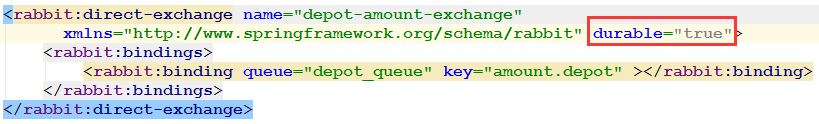 <rabbit:direct-exchange name="depot-amount-exchange"
xmlns="http://www.springframework.org/schema/rabbit" durable="true">
<rabbit:bindings>
<rabbit:binding queue="depot_queue" key="amount.depot" ></rabbit:binding>
</rabbit:bindings>
</rabbit:direct-exchange>